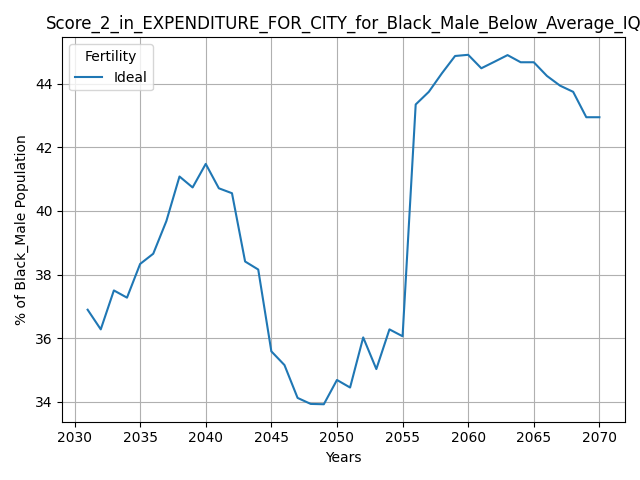 Score_2_in_EXPENDITURE_FOR_CITY_for_Black_Male_Below_Average_IQ
Fertility
Ideal
% of Black_Male Population
44
42
40
38
36
34
2030 2035 2040 2045 2050 2055 2060 2065 2070
Years